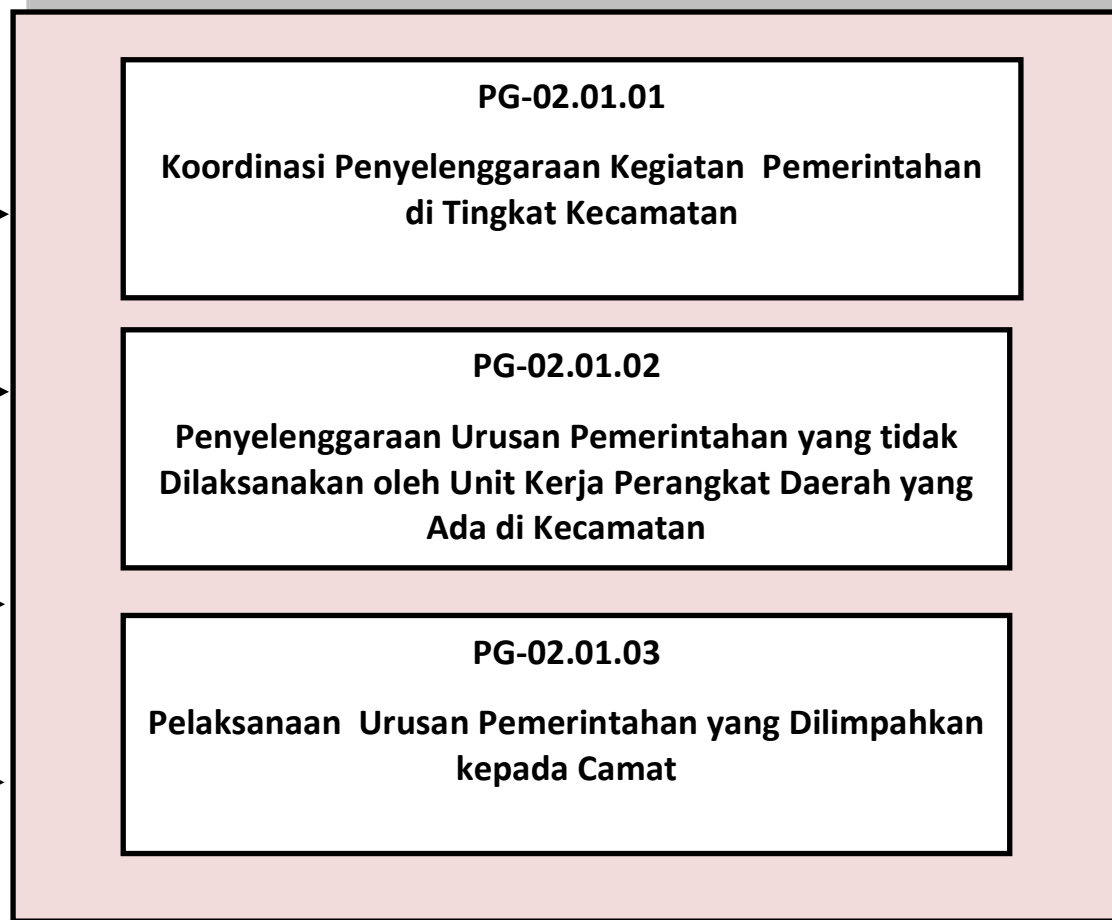 PG-02.01.01
Koordinasi Penyelenggaraan Kegiatan  Pemerintahan
di Tingkat Kecamatan
PG-02.01.02
Penyelenggaraan Urusan Pemerintahan yang tidak
Dilaksanakan oleh Unit Kerja Perangkat Daerah yang
Ada di Kecamatan
PG-02.01.03
Pelaksanaan  Urusan Pemerintahan yang Dilimpahkan
kepada Camat